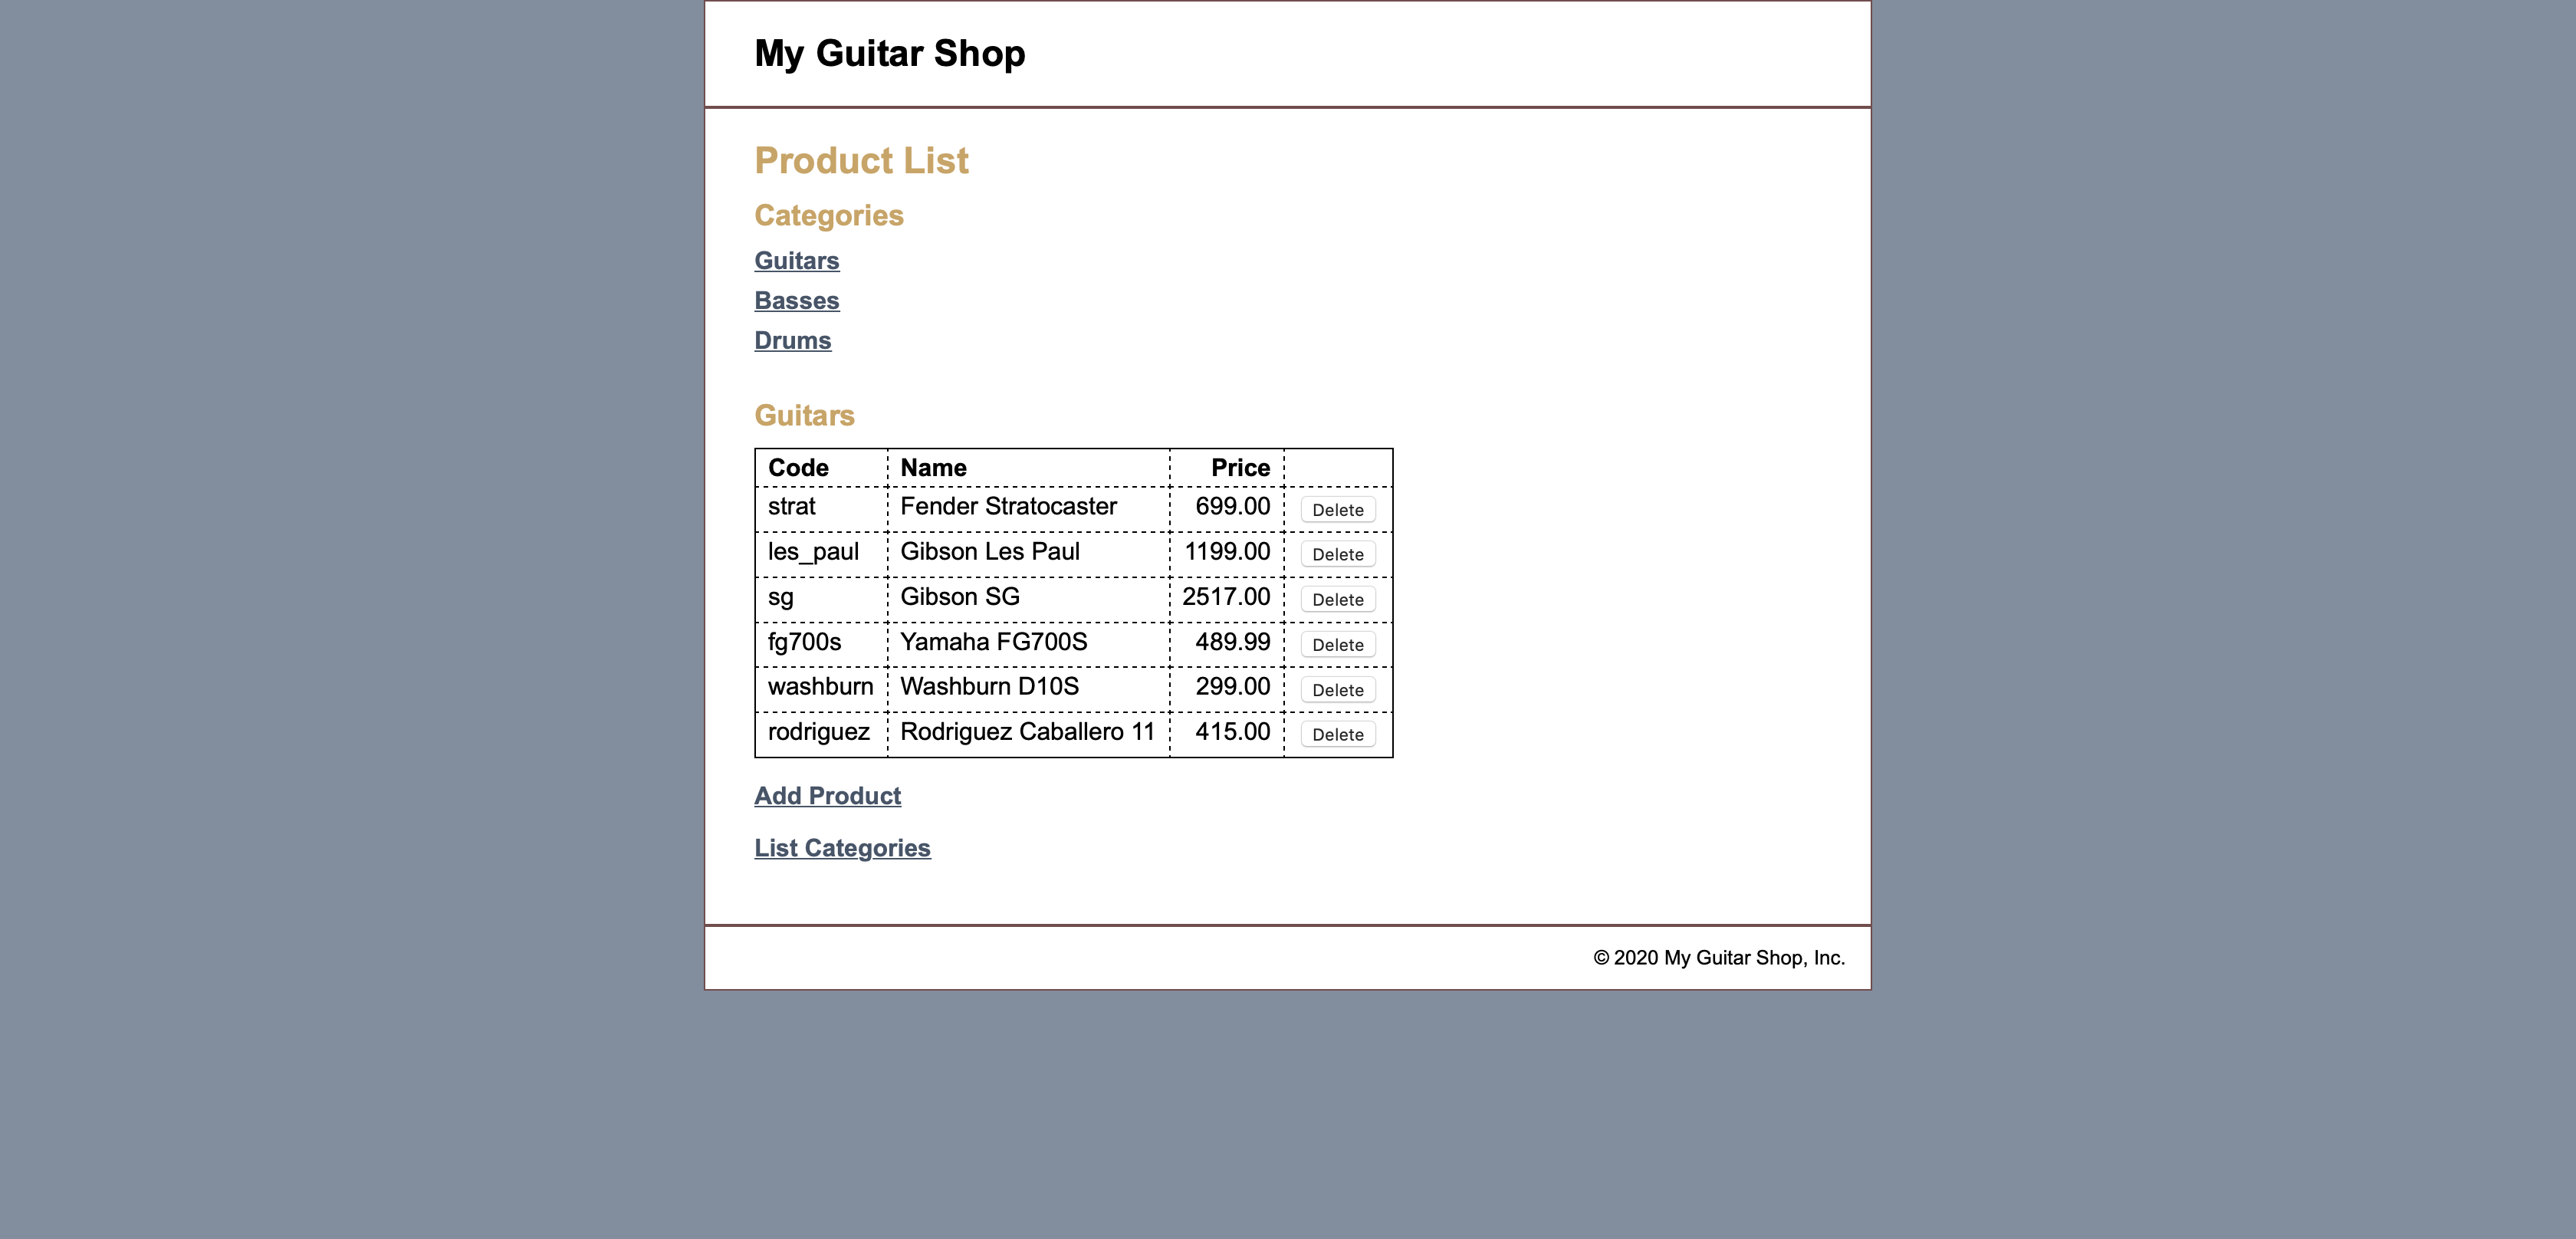 My Guitar Shop
Product List
Categories
Guitars
Basses
Drums
Guitars
Code Name Price
strat Fender Stratocaster 699.00 Delete
les_paul Gibson Les Paul 1199.00 Delete
sg Gibson SG 2517.00 Delete
fg700s Yamaha FG700S 489.99 Delete
washburn Washburn D10S 299.00 Delete
rodriguez Rodriguez Caballero 11 415.00 Delete
Add Product
List Categories
© 2020 My Guitar Shop, Inc.